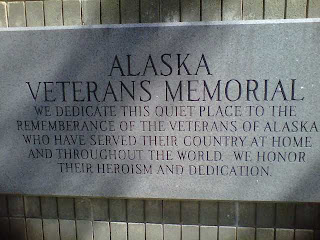 ALASKA
VETERANS MEMORIAL
WE DEDICATE THIS QUIET PLACE TO THE
REMEMBERANCE OF THE VETERANS OF ALASKA
WHO HAVE SERVED THEIR COUNTRY AT HOME
AND THROUGHOUT THE WORLD. WE HONOR
THEIR HEROISM AND DEDICATION.